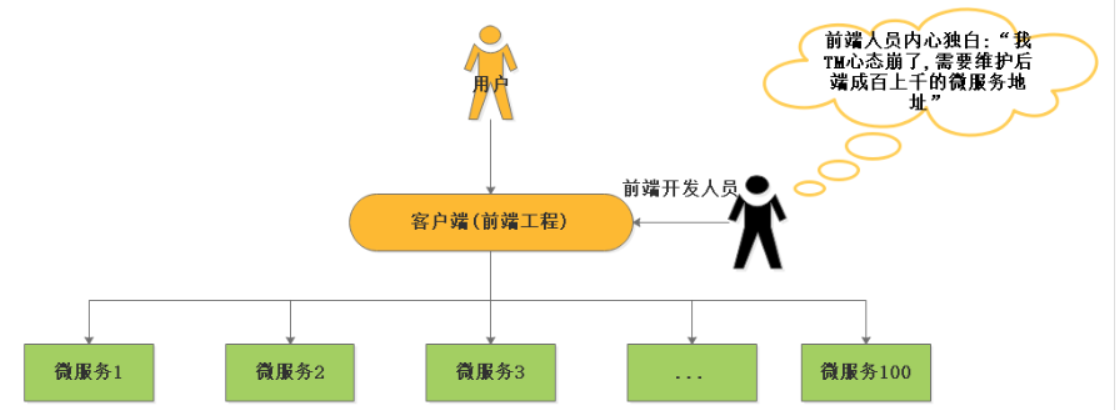 前端人员内心独白:“我
TM心态崩了,需要维护后
端成百上千的微服务地
址”
用户
前端开发人员
客户端(前端工程)
微服务1
微服务2
微服务3
...
微服务100